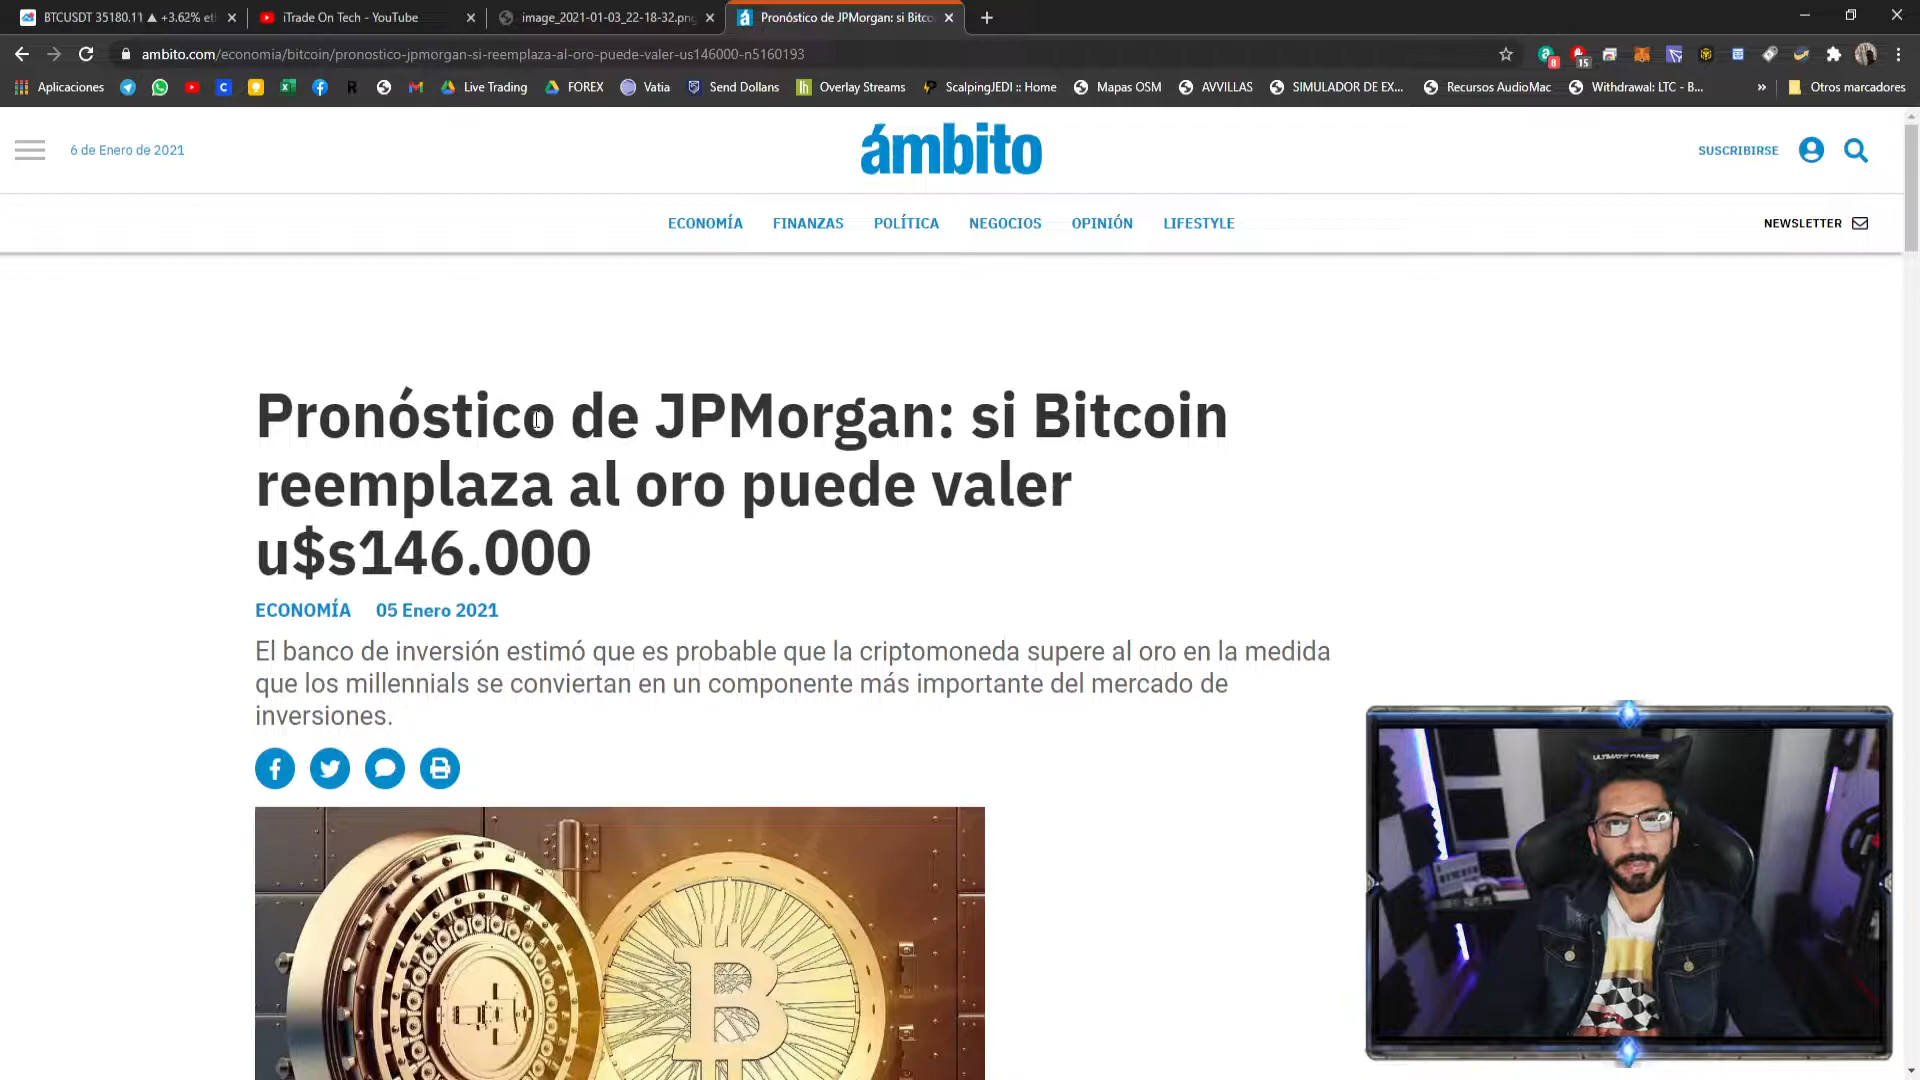 BTCUSDT 35180.11 ▲ +3.62%
iTrade On Tech - YouTube
image_2021-01-03_22-18-32.png
Pronóstico de JPMorgan: si Bitco
ambito.com/economia/bitcoin/pronostico-jpmorgan-si-reemplaza-al-oro-puede-valer-us146000-n5160193
8
15
Aplicaciones
Live Trading
FOREX
Vatia
Send Dollans
Overlay Streams
ScalpingJEDI :: Home
Mapas OSM
AVVILLAS
SIMULADOR DE EX...
Recursos AudioMac
Withdrawal: LTC - B...
»
Otros marcadores
6 de Enero de 2021
ámbito
SUSCRIBIRSE
ECONOMÍA
FINANZAS
POLÍTICA
NEGOCIOS
OPINIÓN
LIFESTYLE
NEWSLETTER
Pronóstico de JPMorgan: si Bitcoin
reemplaza al oro puede valer
u$s146.000
ECONOMÍA 05 Enero 2021
El banco de inversión estimó que es probable que la criptomoneda supere al oro en la medida
que los millennials se conviertan en un componente más importante del mercado de
inversiones.
ULTIMATE GAMER